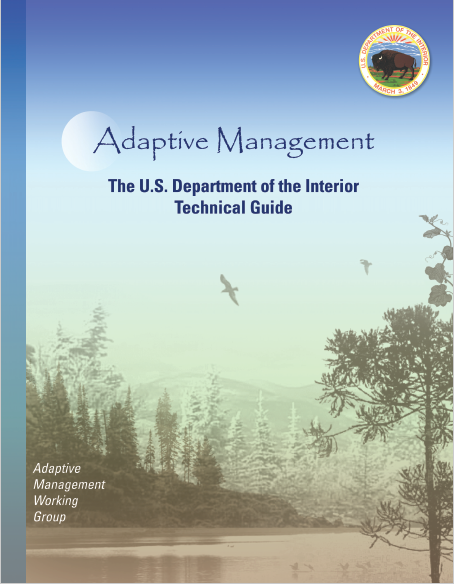 U.S. DEPARTMENT OF THE INTERIOR
MARCH 3, 1849
Adaptive Management
The U.S. Department of the Interior
Technical Guide
Adaptive
Management
Working
Group